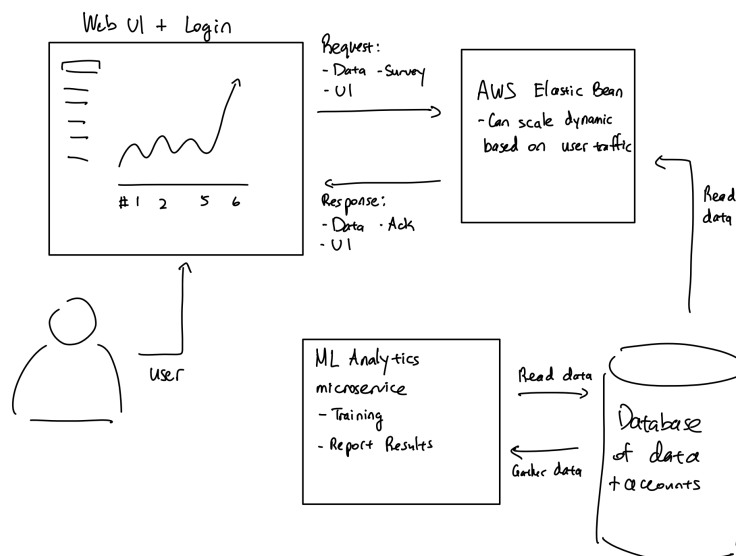 Web UI + Login
#1 2 5 6
Request:
- Data - Survey
- UI
Response:
- Data - Ack
- UI
AWS Elastic Bean
- Can scale dynamic
based on user traffic
Read
data
user
ML Analytics
microservice
- Training
- Report Results
Read data
Gather data
Database
of data
+ accounts